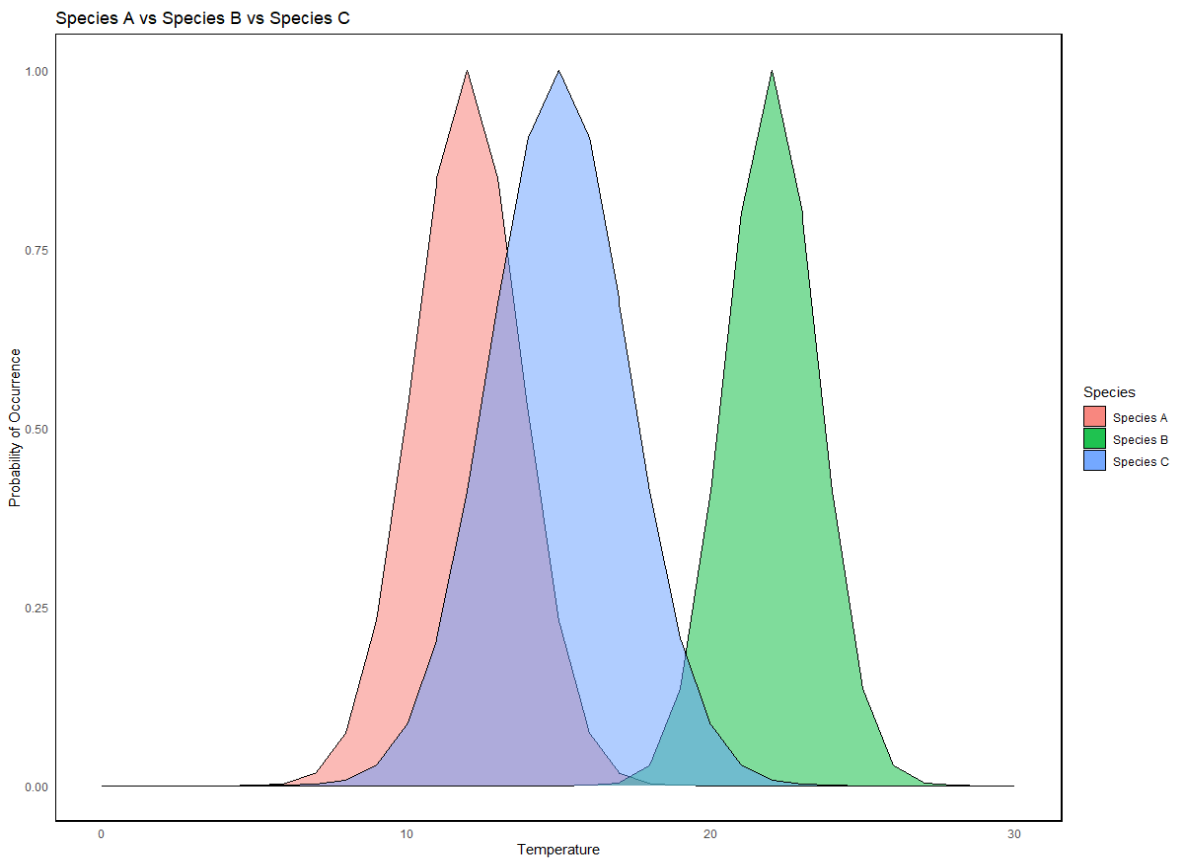 Species A vs Species B vs Species C
1.00
0.75
0.50
0.25
0.00
Probability of Occurrence
0 10 20 30
Temperature
Species
Species A
Species B
Species C